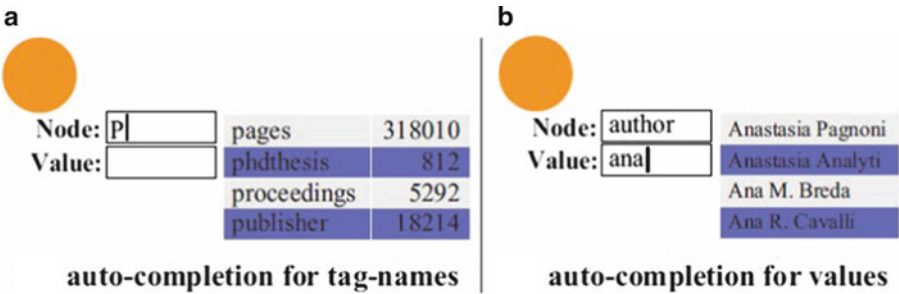 a
Node: P
Value:
pages 318010
phdthesis 812
proceedings 5292
publisher 18214
auto-completion for tag-names
b
Node: author
Value: ana
Anastasia Pagnoni
Anastasia Analyti
Ana M. Breda
Ana R. Cavalli
auto-completion for values